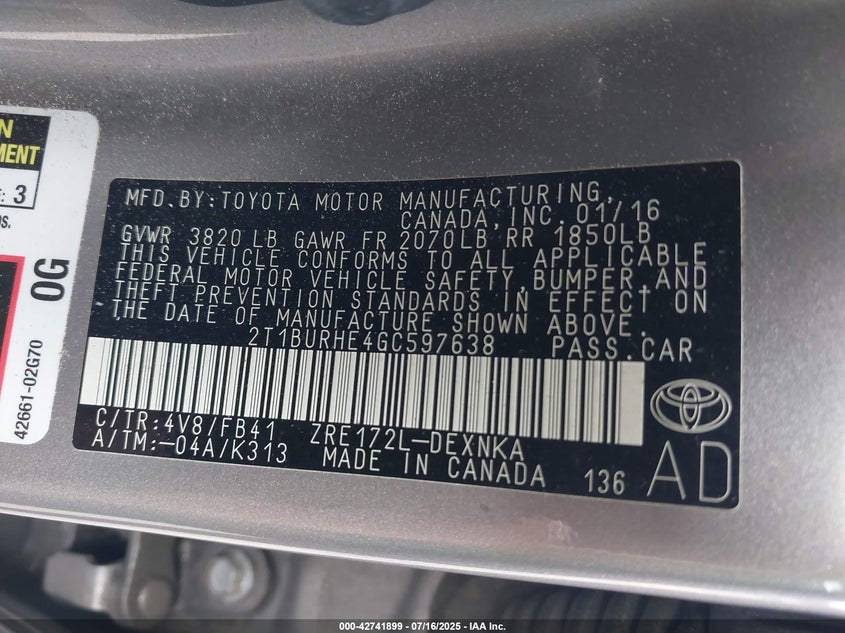 N
MENT
: 3
OS.
OG
42661-02G70
MFD.BY:TOYOTA MOTOR MANUFACTURING,
CANADA,INC. 01/16
GVWR 3820 LB GAWR FR 2070LB RR 1850LB
THIS VEHICLE CONFORMS TO ALL APPLICABLE
FEDERAL MOTOR VEHICLE SAFETY,BUMPER,AND
THEFT PREVENTION STANDARDS IN EFFECT ON
THE DATE OF MANUFACTURE SHOWN ABOVE.
2T1BURHE4GC597638 PASS.CAR
C/TR:4V8/FB41 ZRE172L-DEXNKA
A/TM:-04A/K313 MADE IN CANADA 136 AD
000-42741899 - 07/16/2025 - IAA Inc.